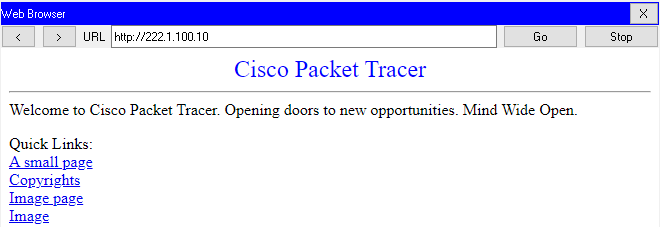 Web Browser X
< > URL http://222.1.100.10 Go Stop
Cisco Packet Tracer
Welcome to Cisco Packet Tracer. Opening doors to new opportunities. Mind Wide Open.
Quick Links:
A small page
Copyrights
Image page
Image